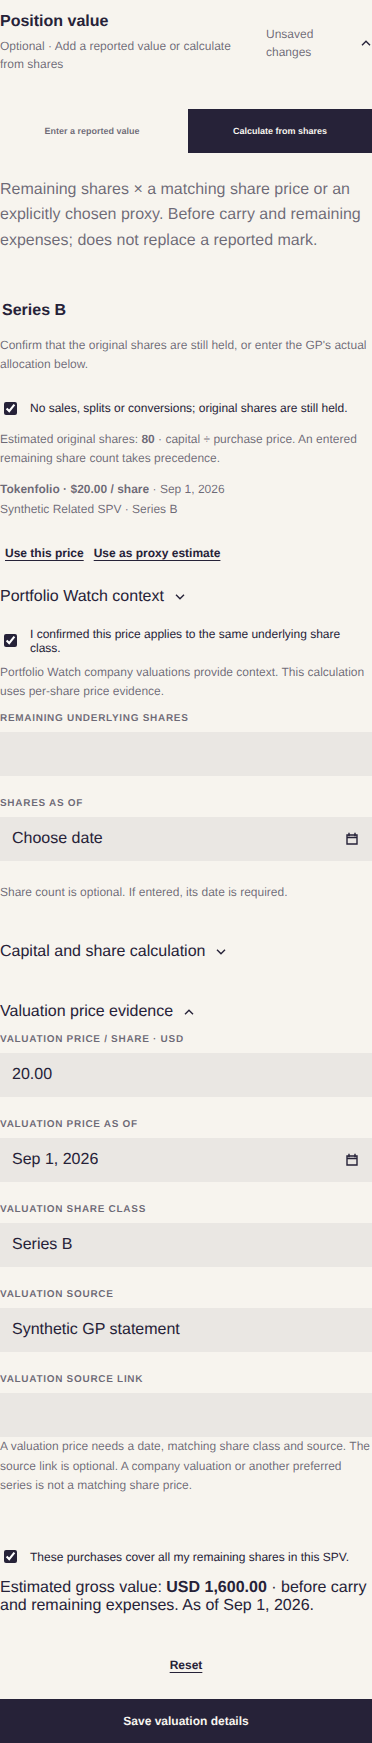 Position value
Optional · Add a reported value or calculate
from shares
Unsaved
changes
Enter a reported value
Calculate from shares
Remaining shares × a matching share price or an
explicitly chosen proxy. Before carry and remaining
expenses; does not replace a reported mark.
Series B
Confirm that the original shares are still held, or enter the GP's actual
allocation below.
No sales, splits or conversions; original shares are still held.
Estimated original shares: 80 · capital ÷ purchase price. An entered
remaining share count takes precedence.
Tokenfolio · $20.00 / share · Sep 1, 2026
Synthetic Related SPV · Series B
Use this price Use as proxy estimate
Portfolio Watch context
I confirmed this price applies to the same underlying share
class.
Portfolio Watch company valuations provide context. This calculation
uses per-share price evidence.
REMAINING UNDERLYING SHARES
SHARES AS OF
Choose date
Share count is optional. If entered, its date is required.
Capital and share calculation
Valuation price evidence
VALUATION PRICE / SHARE · USD
20.00
VALUATION PRICE AS OF
Sep 1, 2026
VALUATION SHARE CLASS
Series B
VALUATION SOURCE
Synthetic GP statement
VALUATION SOURCE LINK
A valuation price needs a date, matching share class and source. The
source link is optional. A company valuation or another preferred
series is not a matching share price.
These purchases cover all my remaining shares in this SPV.
Estimated gross value: USD 1,600.00 · before carry
and remaining expenses. As of Sep 1, 2026.
Reset
Save valuation details